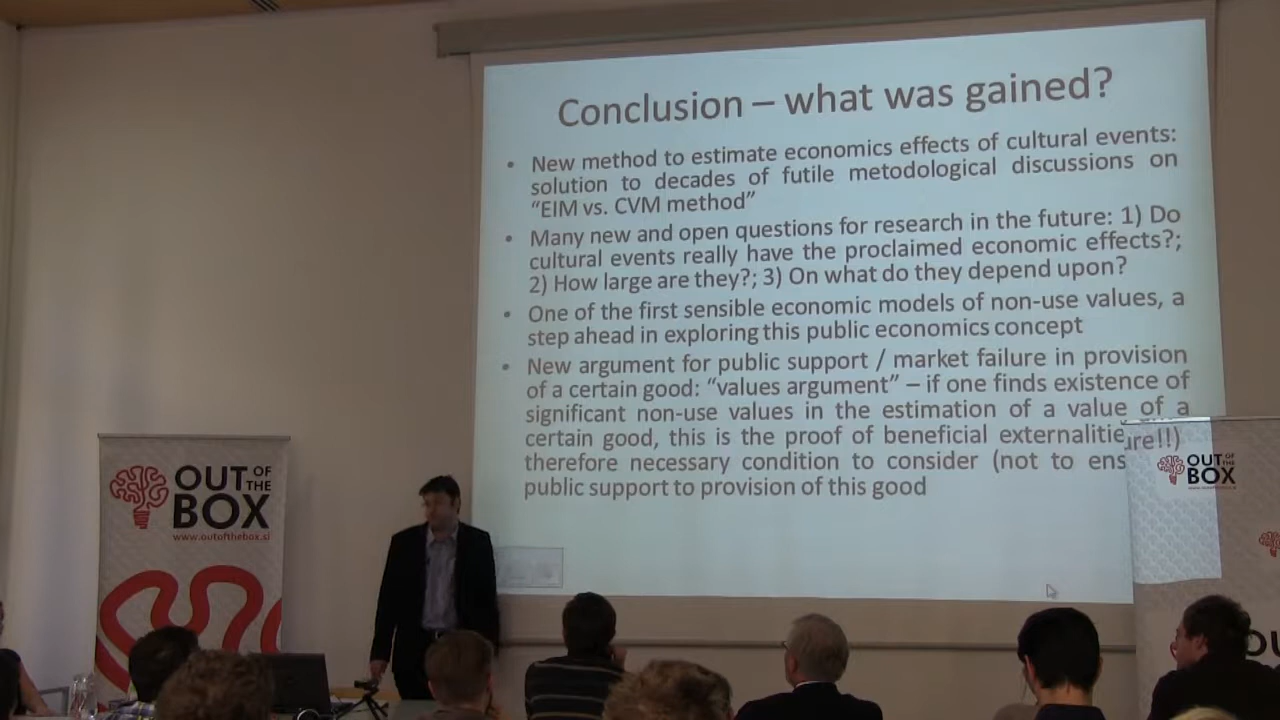 Conclusion – what was gained?
• New method to estimate economics effects of cultural events:
solution to decades of futile metodological discussions on
“EIM vs. CVM method”
• Many new and open questions for research in the future: 1) Do
cultural events really have the proclaimed economic effects?;
2) How large are they?; 3) On what do they depend upon?
• One of the first sensible economic models of non-use values, a
step ahead in exploring this public economics concept
• New argument for public support / market failure in provision
of a certain good: “values argument” – if one finds existence of
significant non-use values in the estimation of a value of a
certain good, this is the proof of beneficial externalitie
therefore necessary condition to consider (not to ens ure!!)
public support to provision of this good
OUT OF
THE
BOX
www.outofthebox.si
OUT OF
THE
BOX